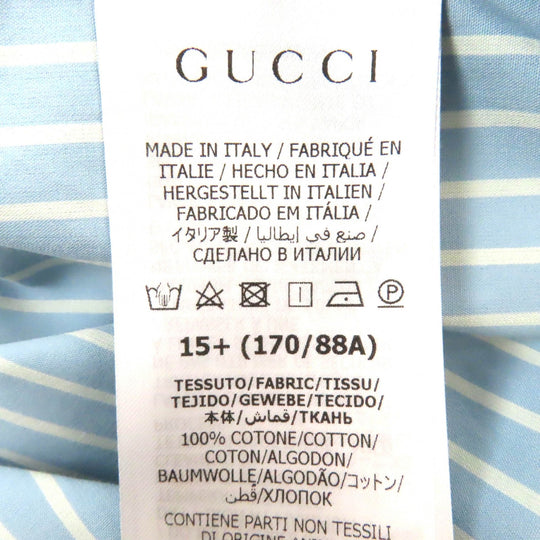 GUCCI
MADE IN ITALY / FABRIQUÉ EN
ITALIE / HECHO EN ITALIA /
HERGESTELLT IN ITALIEN /
FABRICADO EM ITÁLIA /
イタリア製 / صنع في إيطاليا /
СДЕЛАНО В ИТАЛИИ
P
15+ (170/88A)
TESSUTO/FABRIC/TISSU/
TEJIDO/GEWEBE/TECIDO/
本体/قماش/ТКАНЬ
100% COTONE/COTTON/
COTON/ALGODON/
BAUMWOLLE/ALGODÃO/コットン/
قطن/ХЛОПОК
CONTIENE PARTI NON TESSILI
DI ORIGINE